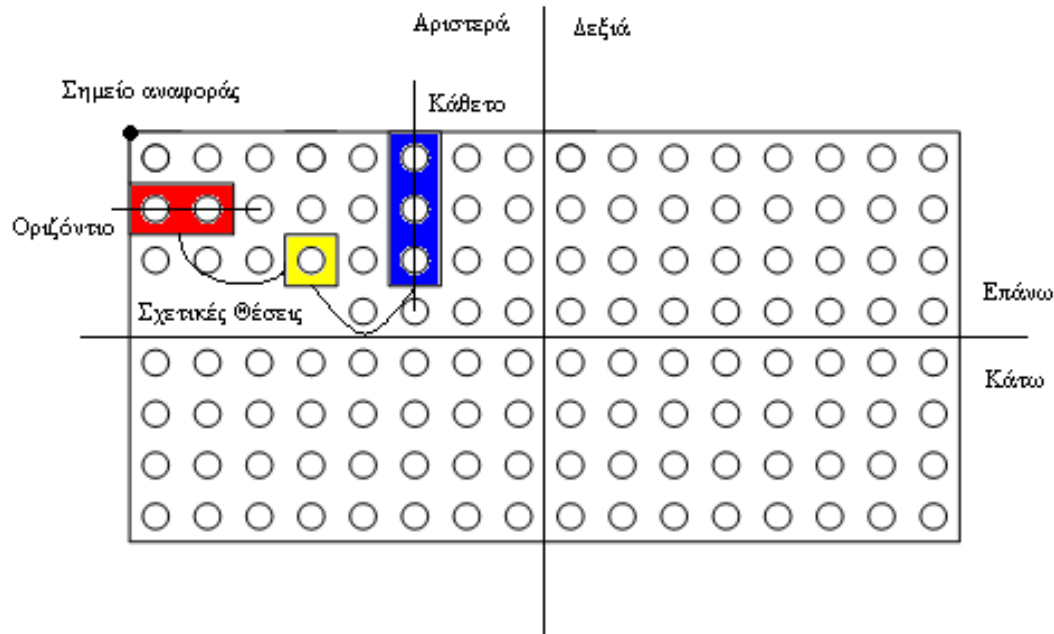 Αριστερά
Δεξιά
Σημείο αναφοράς
Κάθετο
Οριζόντιο
Σχετικές Θέσεις
Επάνω
Κάτω